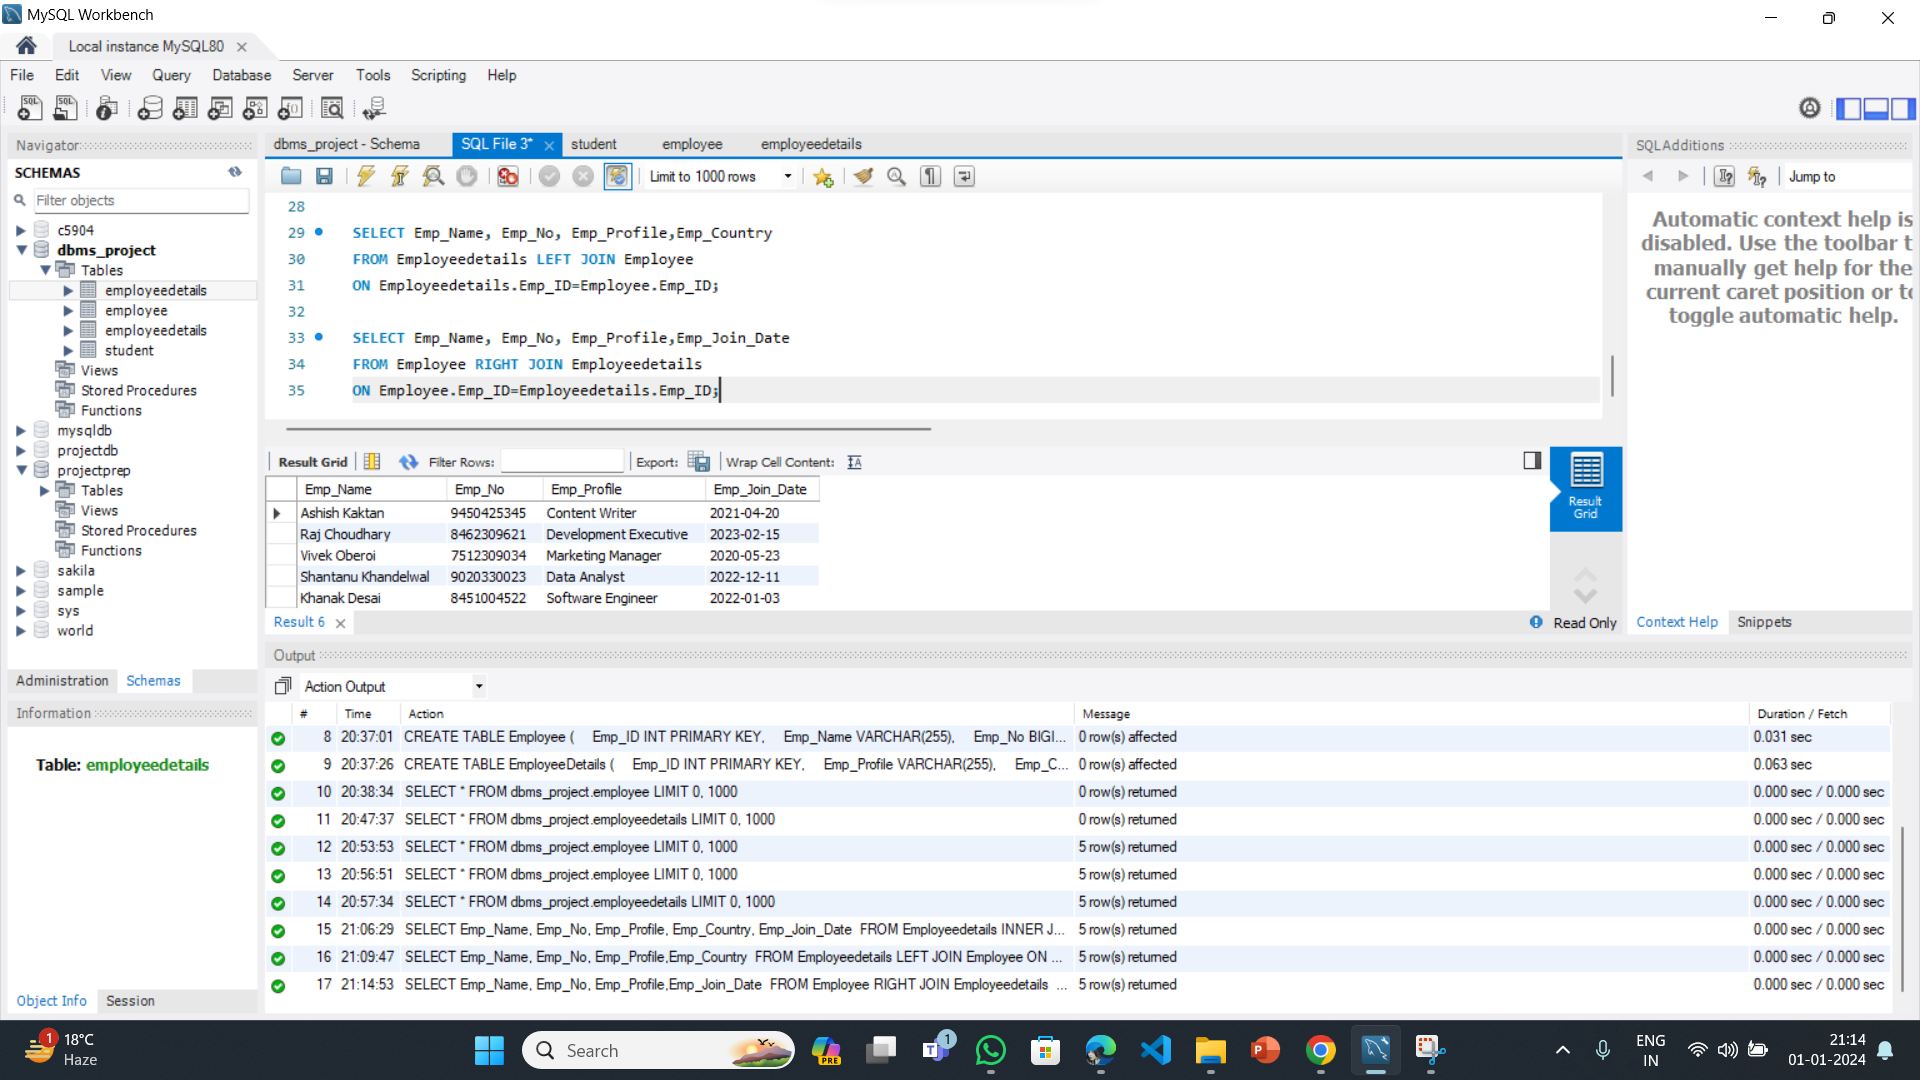 MySQL Workbench
Local instance MySQL80
File Edit View Query Database Server Tools Scripting Help
Navigator
SCHEMAS
Filter objects
c5904
dbms_project
Tables
employeedetails
employee
employeedetails
student
Views
Stored Procedures
Functions
mysqldb
projectdb
projectprep
Tables
Views
Stored Procedures
Functions
sakila
sample
sys
world
Administration Schemas
Information
Table: employeedetails
Object Info Session
dbms_project - Schema SQL File 3* student employee employeedetails
Limit to 1000 rows
28
29 SELECT Emp_Name, Emp_No, Emp_Profile,Emp_Country
30 FROM Employeedetails LEFT JOIN Employee
31 ON Employeedetails.Emp_ID=Employee.Emp_ID;
32
33 SELECT Emp_Name, Emp_No, Emp_Profile,Emp_Join_Date
34 FROM Employee RIGHT JOIN Employeedetails
35 ON Employee.Emp_ID=Employeedetails.Emp_ID;
Result Grid Filter Rows: Export: Wrap Cell Content:
Emp_Name Emp_No Emp_Profile Emp_Join_Date
Ashish Kaktan 9450425345 Content Writer 2021-04-20
Raj Choudhary 8462309621 Development Executive 2023-02-15
Vivek Oberoi 7512309034 Marketing Manager 2020-05-23
Shantanu Khandelwal 9020330023 Data Analyst 2022-12-11
Khanak Desai 8451004522 Software Engineer 2022-01-03
Result
Grid
Result 6
Read Only
SQLAdditions
Jump to
Automatic context help is
disabled. Use the toolbar t
manually get help for the
current caret position or to
toggle automatic help.
Context Help Snippets
Output
Action Output
# Time Action Message Duration / Fetch
8 20:37:01 CREATE TABLE Employee ( Emp_ID INT PRIMARY KEY, Emp_Name VARCHAR(255), Emp_No BIGI... 0 row(s) affected 0.031 sec
9 20:37:26 CREATE TABLE EmployeeDetails ( Emp_ID INT PRIMARY KEY, Emp_Profile VARCHAR(255), Emp_C... 0 row(s) affected 0.063 sec
10 20:38:34 SELECT * FROM dbms_project.employee LIMIT 0, 1000 0 row(s) returned 0.000 sec / 0.000 sec
11 20:47:37 SELECT * FROM dbms_project.employeedetails LIMIT 0, 1000 0 row(s) returned 0.000 sec / 0.000 sec
12 20:53:53 SELECT * FROM dbms_project.employee LIMIT 0, 1000 5 row(s) returned 0.000 sec / 0.000 sec
13 20:56:51 SELECT * FROM dbms_project.employee LIMIT 0, 1000 5 row(s) returned 0.000 sec / 0.000 sec
14 20:57:34 SELECT * FROM dbms_project.employeedetails LIMIT 0, 1000 5 row(s) returned 0.000 sec / 0.000 sec
15 21:06:29 SELECT Emp_Name, Emp_No, Emp_Profile, Emp_Country, Emp_Join_Date FROM Employeedetails INNER J... 5 row(s) returned 0.000 sec / 0.000 sec
16 21:09:47 SELECT Emp_Name, Emp_No, Emp_Profile,Emp_Country FROM Employeedetails LEFT JOIN Employee ON ... 5 row(s) returned 0.000 sec / 0.000 sec
17 21:14:53 SELECT Emp_Name, Emp_No, Emp_Profile,Emp_Join_Date FROM Employee RIGHT JOIN Employeedetails ... 5 row(s) returned 0.000 sec / 0.000 sec
1
18°C
Haze
Search
PRE
1
ENG
IN
21:14
01-01-2024